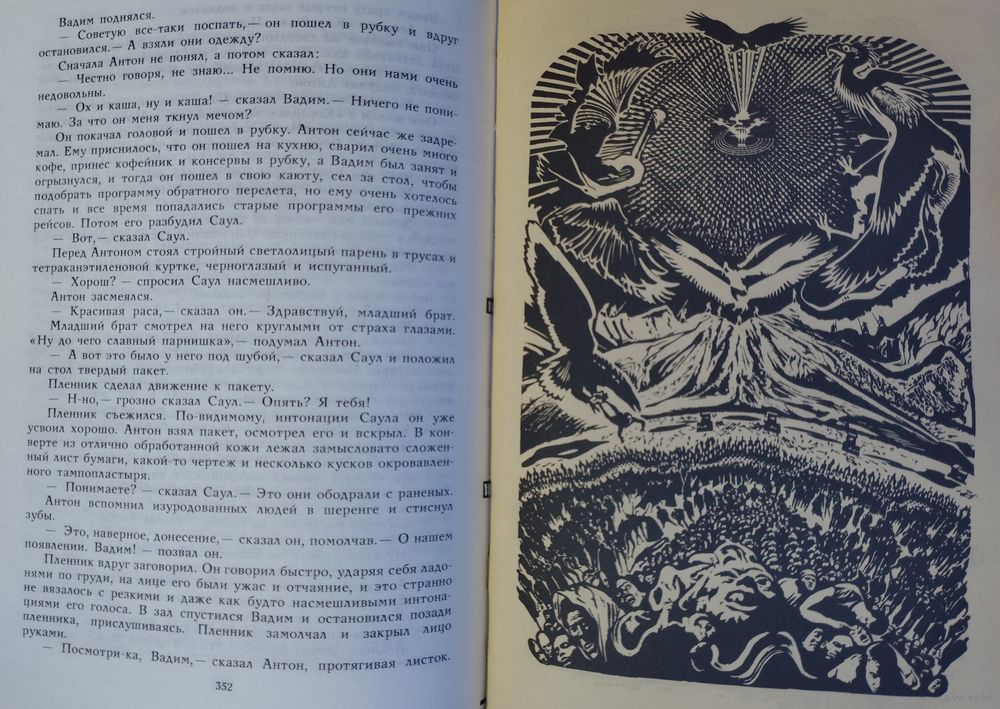 Вадим поднялся.
— Советую все-таки поспать,— он пошел в рубку и вдруг
остановился.— А взяли они одежду?
Сначала Антон не понял, а потом сказал:
— Честно говоря, не знаю... Не помню. Но они нами очень
недовольны.
— Ох и каша, ну и каша! — сказал Вадим.— Ничего не пони-
маю. За что он меня ткнул мечом?
Он покачал головой и пошел в рубку. Антон сейчас же задре-
мал. Ему приснилось, что он пошел на кухню, сварил очень много
кофе, принес кофейник и консервы в рубку, а Вадим был занят и
огрызнулся, и тогда он пошел в свою каюту, сел за стол, чтобы
подобрать программу обратного перелета, но ему очень хотелось
спать и все время попадались старые программы его прежних
рейсов. Потом его разбудил Саул.
— Вот,— сказал Саул.
Перед Антоном стоял стройный светлолицый парень в трусах и
тетраканэтиленовой куртке, черноглазый и испуганный.
— Хорош? — спросил Саул насмешливо.
Антон засмеялся.
— Красивая раса,— сказал он.— Здравствуй, младший брат.
Младший брат смотрел на него круглыми от страха глазами.
«Ну до чего славный парнишка»,— подумал Антон.
— А вот это было у него под шубой,— сказал Саул и положил
на стол твердый пакет.
Пленник сделал движение к пакету.
— Н-но,— грозно сказал Саул.— Опять? Я тебя!
Пленник съежился. По-видимому, интонации Саула он уже
усвоил хорошо. Антон взял пакет, осмотрел его и вскрыл. В кон-
верте из отлично обработанной кожи лежал замысловато сложен-
ный лист бумаги, какой-то чертеж и несколько кусков окровавлен-
ного тампопластыря.
— Понимаете? — сказал Саул.— Это они ободрали с раненых.
Антон вспомнил изуродованных людей в шеренге и стиснул
зубы.
— Это, наверное, донесение,— сказал он, помолчав.— О нашем
появлении. Вадим! — позвал он.
Пленник вдруг заговорил. Он говорил быстро, ударяя себя ладо-
нями по груди, на лице его были ужас и отчаяние, и это странно
не вязалось с резкими и даже как будто насмешливыми интона-
циями его голоса. В зал спустился Вадим и остановился позади
пленника, прислушиваясь. Пленник замолчал и закрыл лицо
руками.
— Посмотри-ка, Вадим,— сказал Антон, протягивая листок.
352